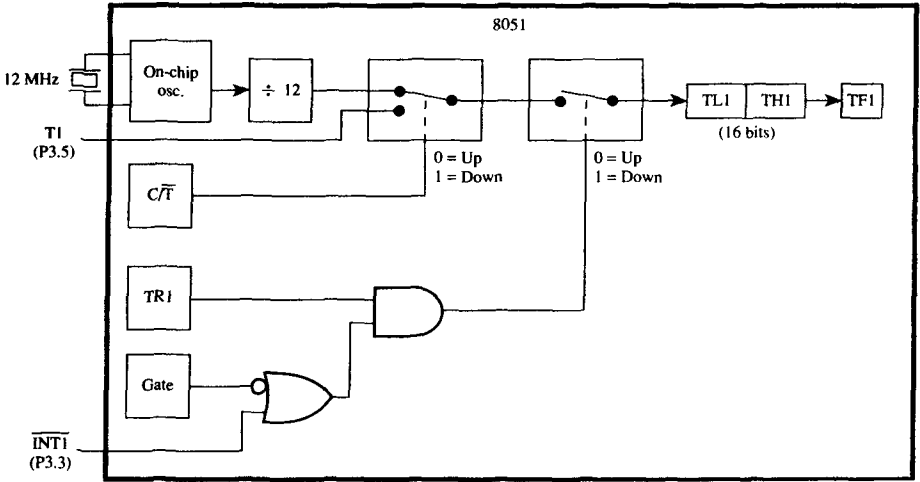 8051
12 MHz
On-chip
osc.
÷ 12
TL1
TH1
TF1
(16 bits)
T1
(P3.5)
0 = Up
1 = Down
0 = Up
1 = Down
C/T̅
TR1
Gate
I̅N̅T̅1̅
(P3.3)